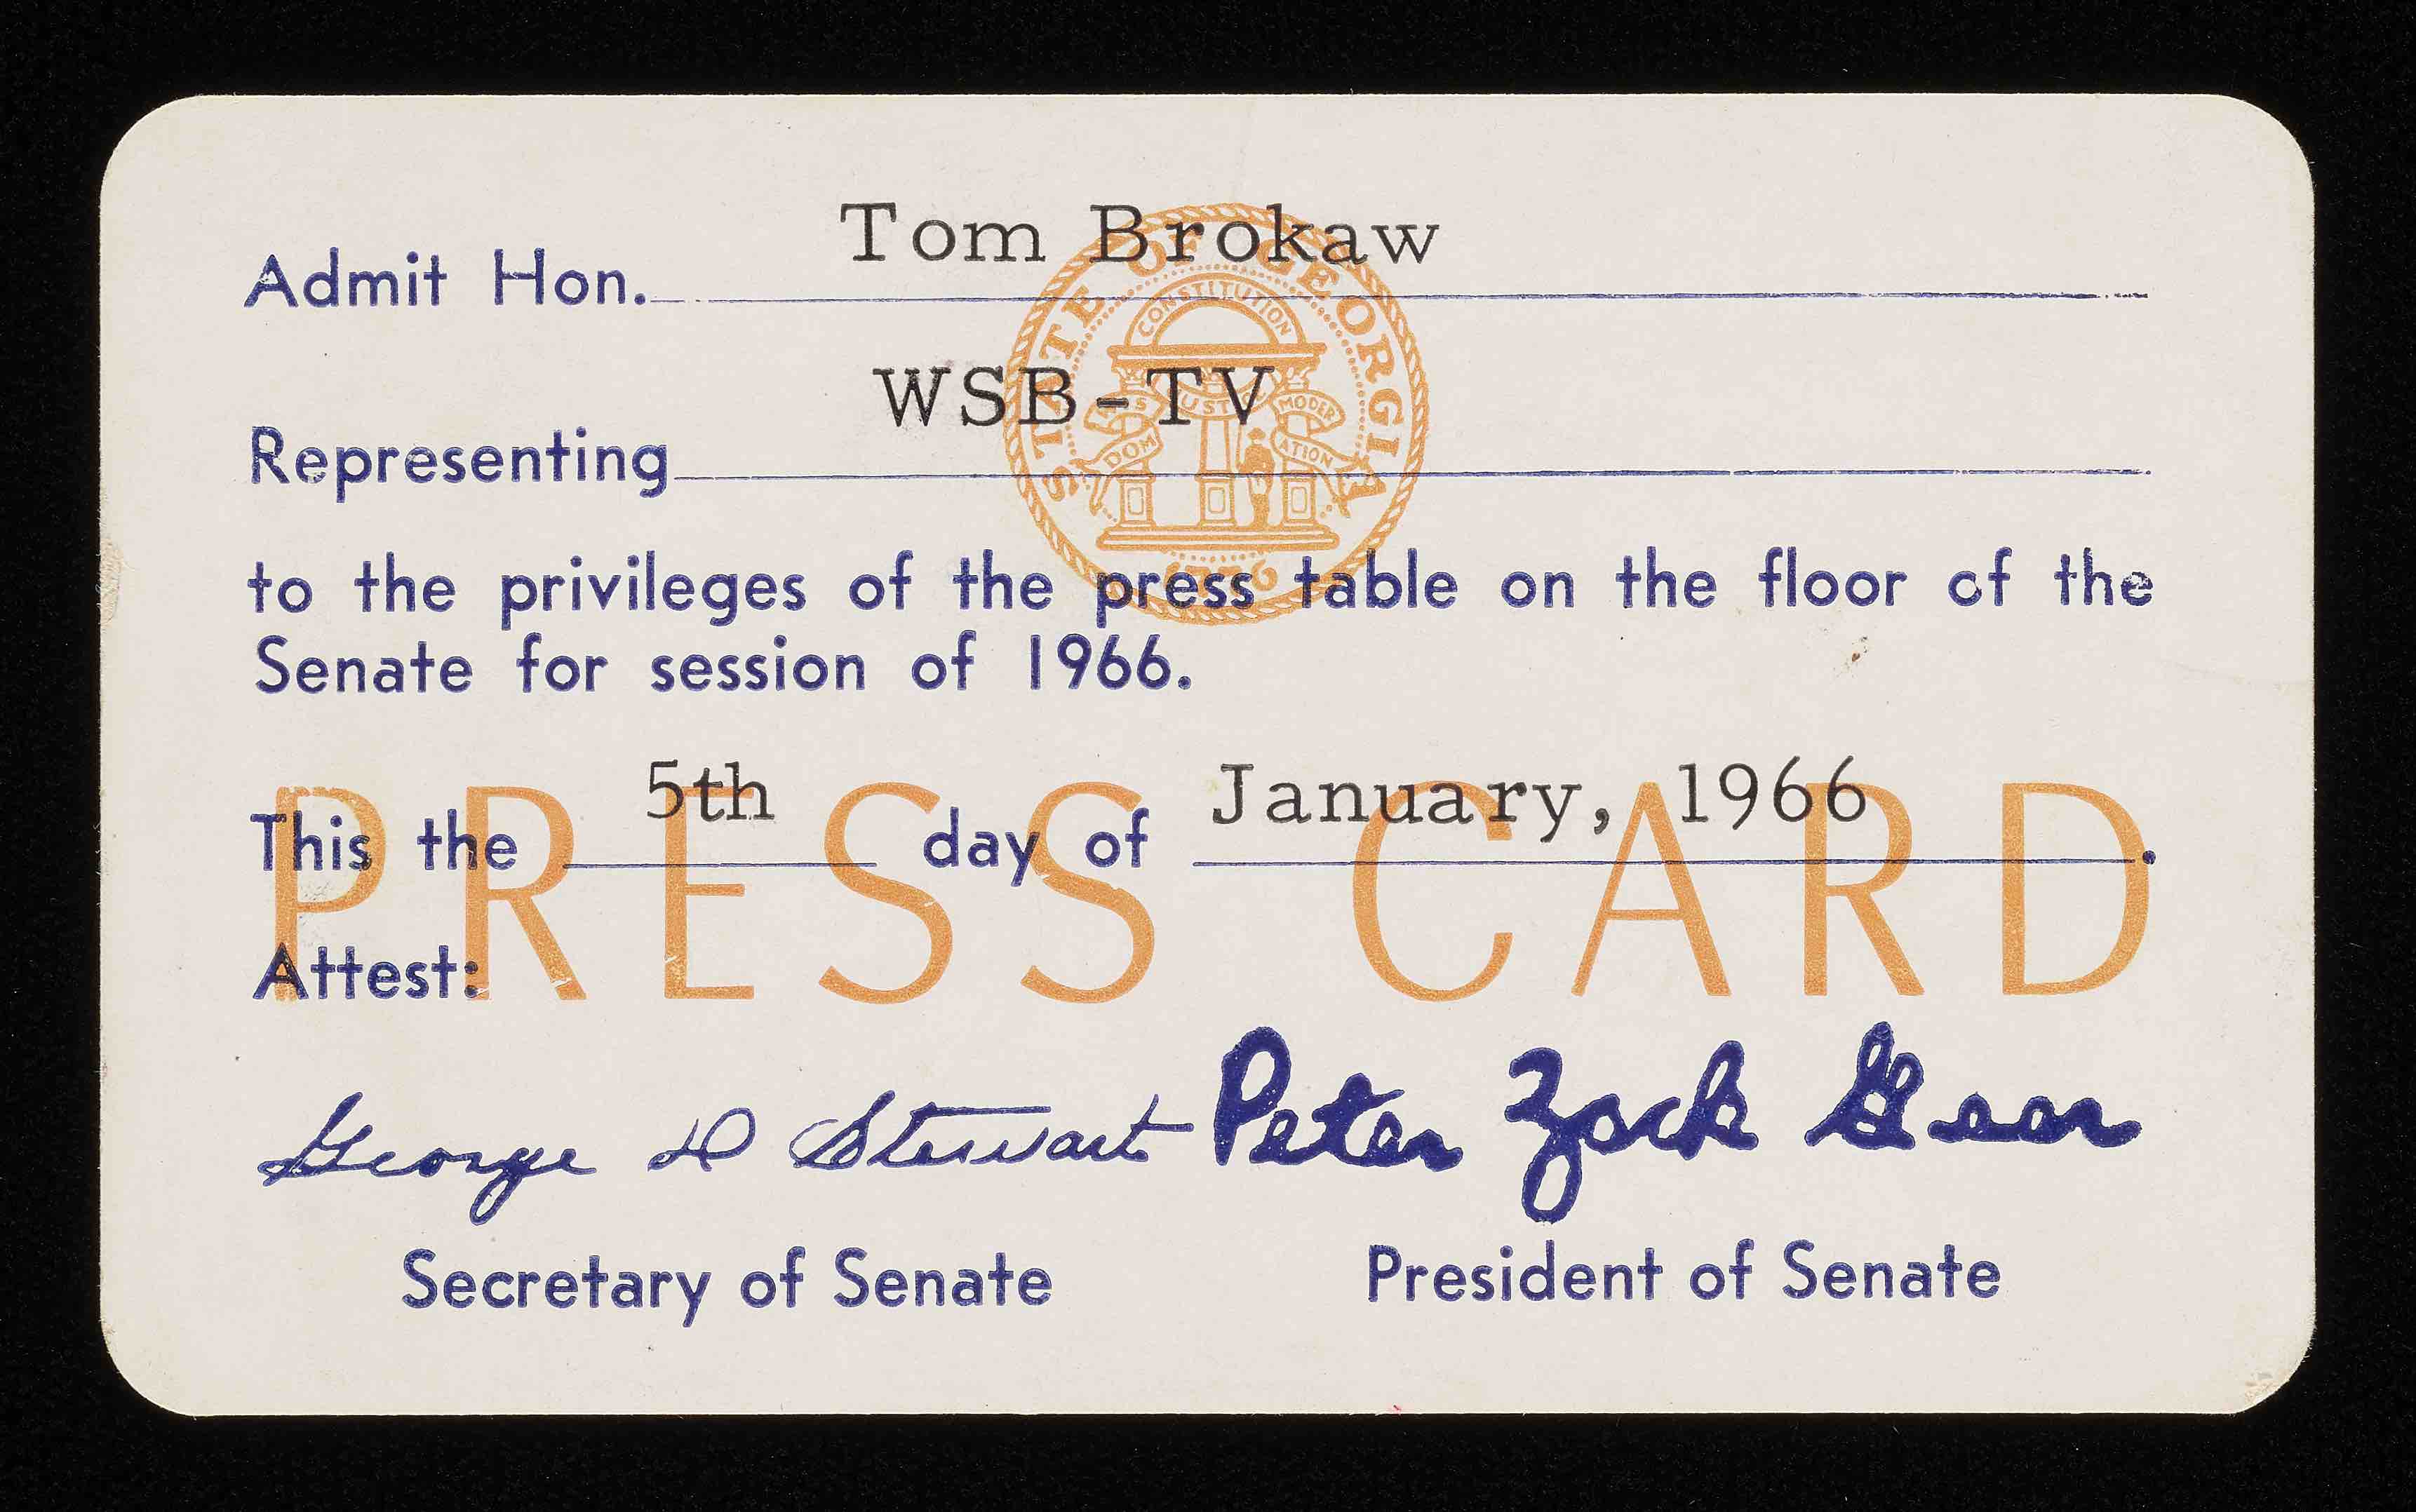 Tom Brokaw
Admit Hon.
WSB-TV
Representing
to the privileges of the press table on the floor of the
Senate for session of 1966.
This the 5th day of January, 1966.
PRESS CARD
Attest:
George D Stewart Peter Zack Geer
Secretary of Senate President of Senate
STATE OF GEORGIA
CONSTITUTION
WISDOM JUSTICE MODERATION
1776